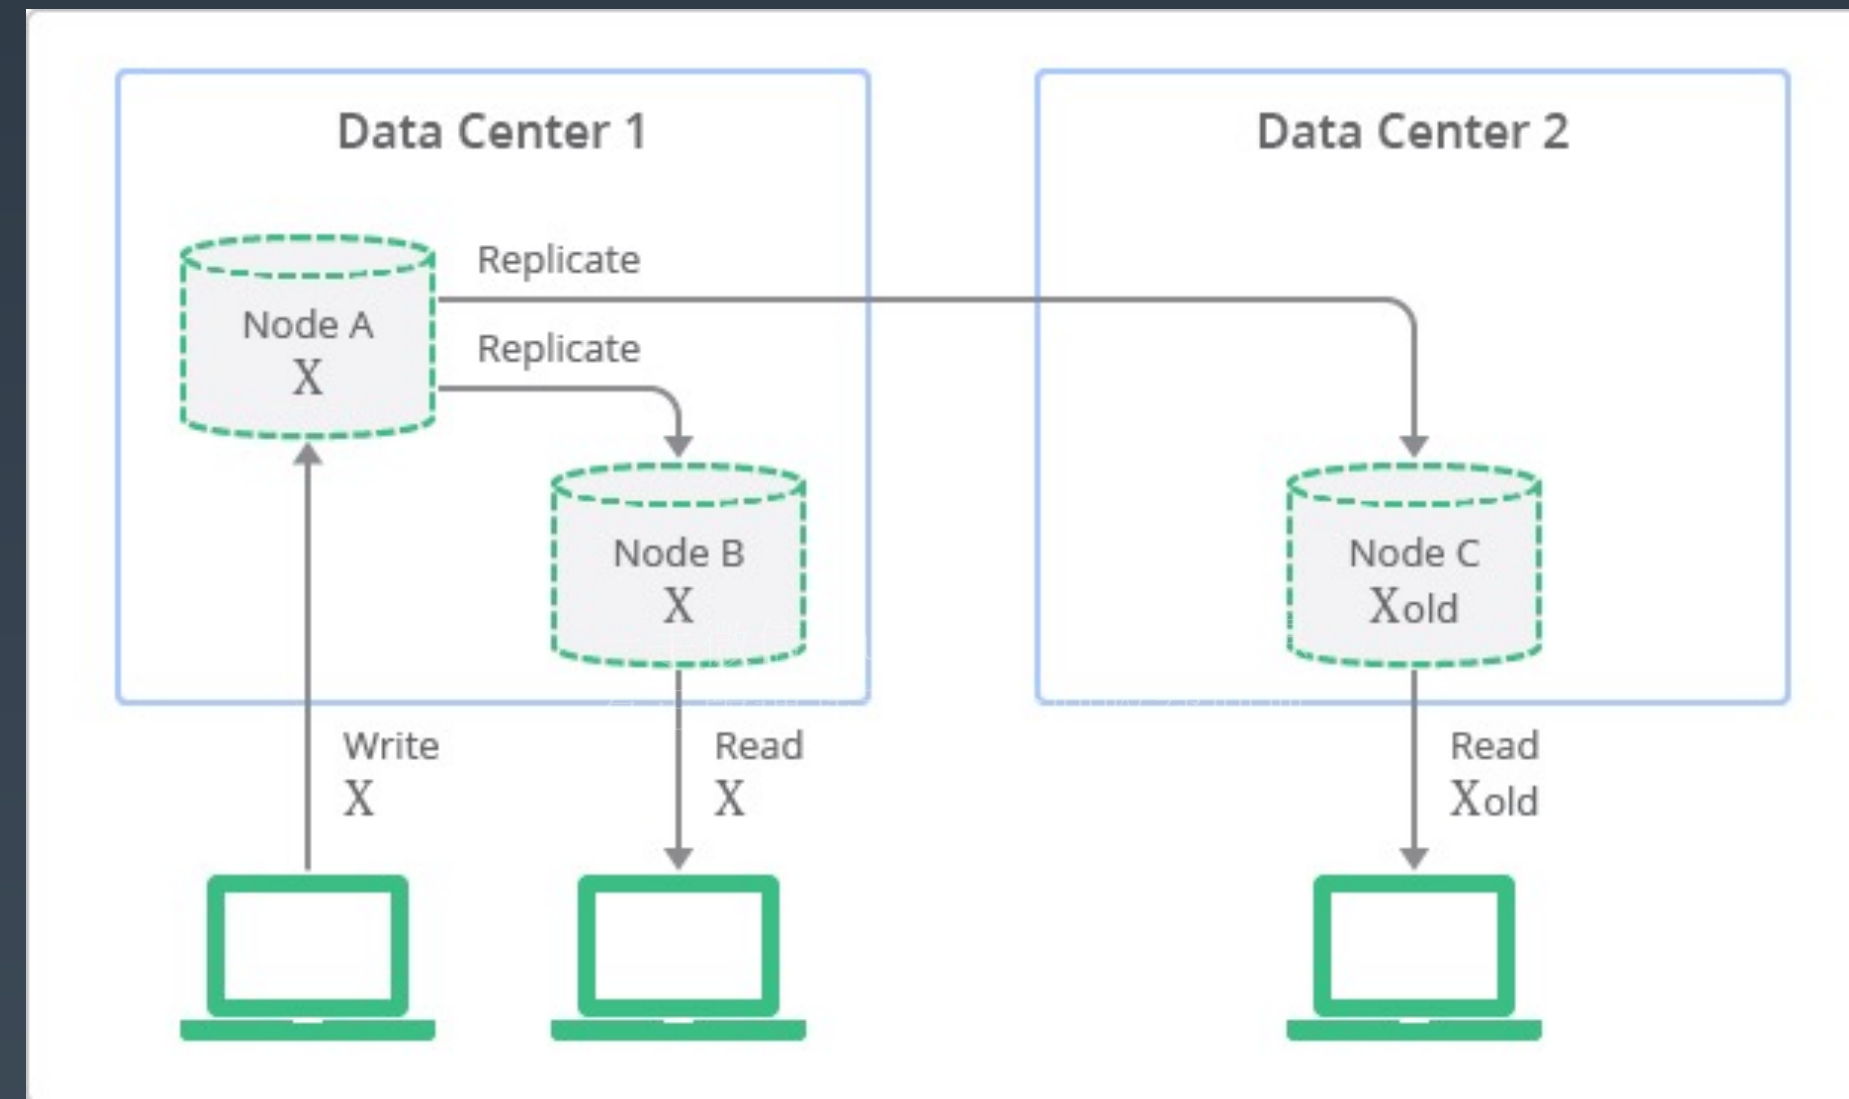 Data Center 1
Data Center 2
Replicate
Node A
X
Replicate
Node B
X
Node C
Xold
Write
X
Read
X
Read
Xold